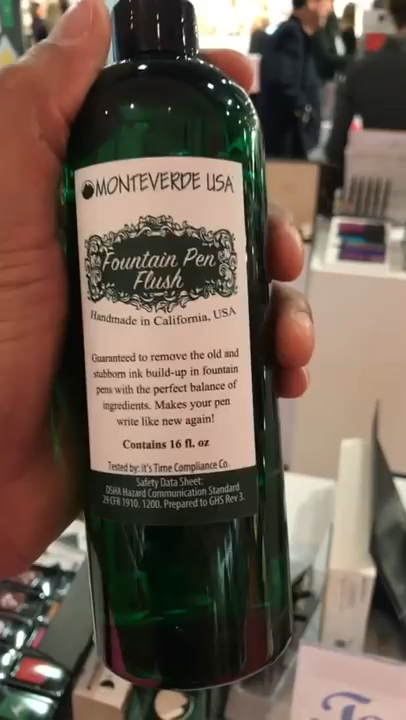 MONTEVERDE USA
Fountain Pen
Flush
Handmade in California, USA
Guaranteed to remove the old and
stubborn ink build-up in fountain
pens with the perfect balance of
ingredients. Makes your pen
write like new again!
Contains 16 fl. oz
Tested by: It's Time Compliance Co.
Safety Data Sheet:
OSHA Hazard Communication Standard
29 CFR 1910, 1200. Prepared to GHS Rev 3.